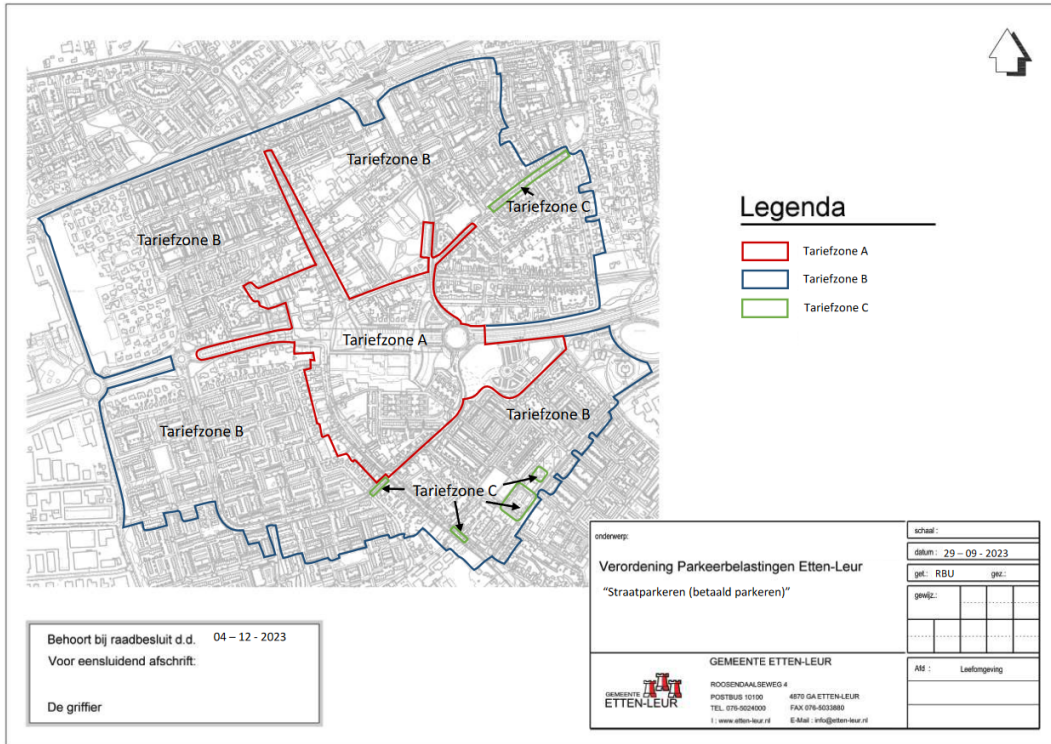 Tariefzone B
Tariefzone C
Tariefzone B
Tariefzone A
Tariefzone B
Tariefzone B
Tariefzone C
Legenda
Tariefzone A
Tariefzone B
Tariefzone C
Behoort bij raadbesluit d.d. 04 – 12 - 2023
Voor eensluidend afschrift:
De griffier
onderwerp:
Verordening Parkeerbelastingen Etten-Leur
“Straatparkeren (betaald parkeren)”
schaal :
datum : 29 – 09 - 2023
get.: RBU gez.:
gewijz.:
GEMEENTE
ETTEN-LEUR
GEMEENTE ETTEN-LEUR
ROOSENDAALSEWEG 4
POSTBUS 10100 4870 GA ETTEN-LEUR
TEL. 076-5024000 FAX 076-5033880
I : www.etten-leur.nl E-Mail : info@etten-leur.nl
Afd : Leefomgeving